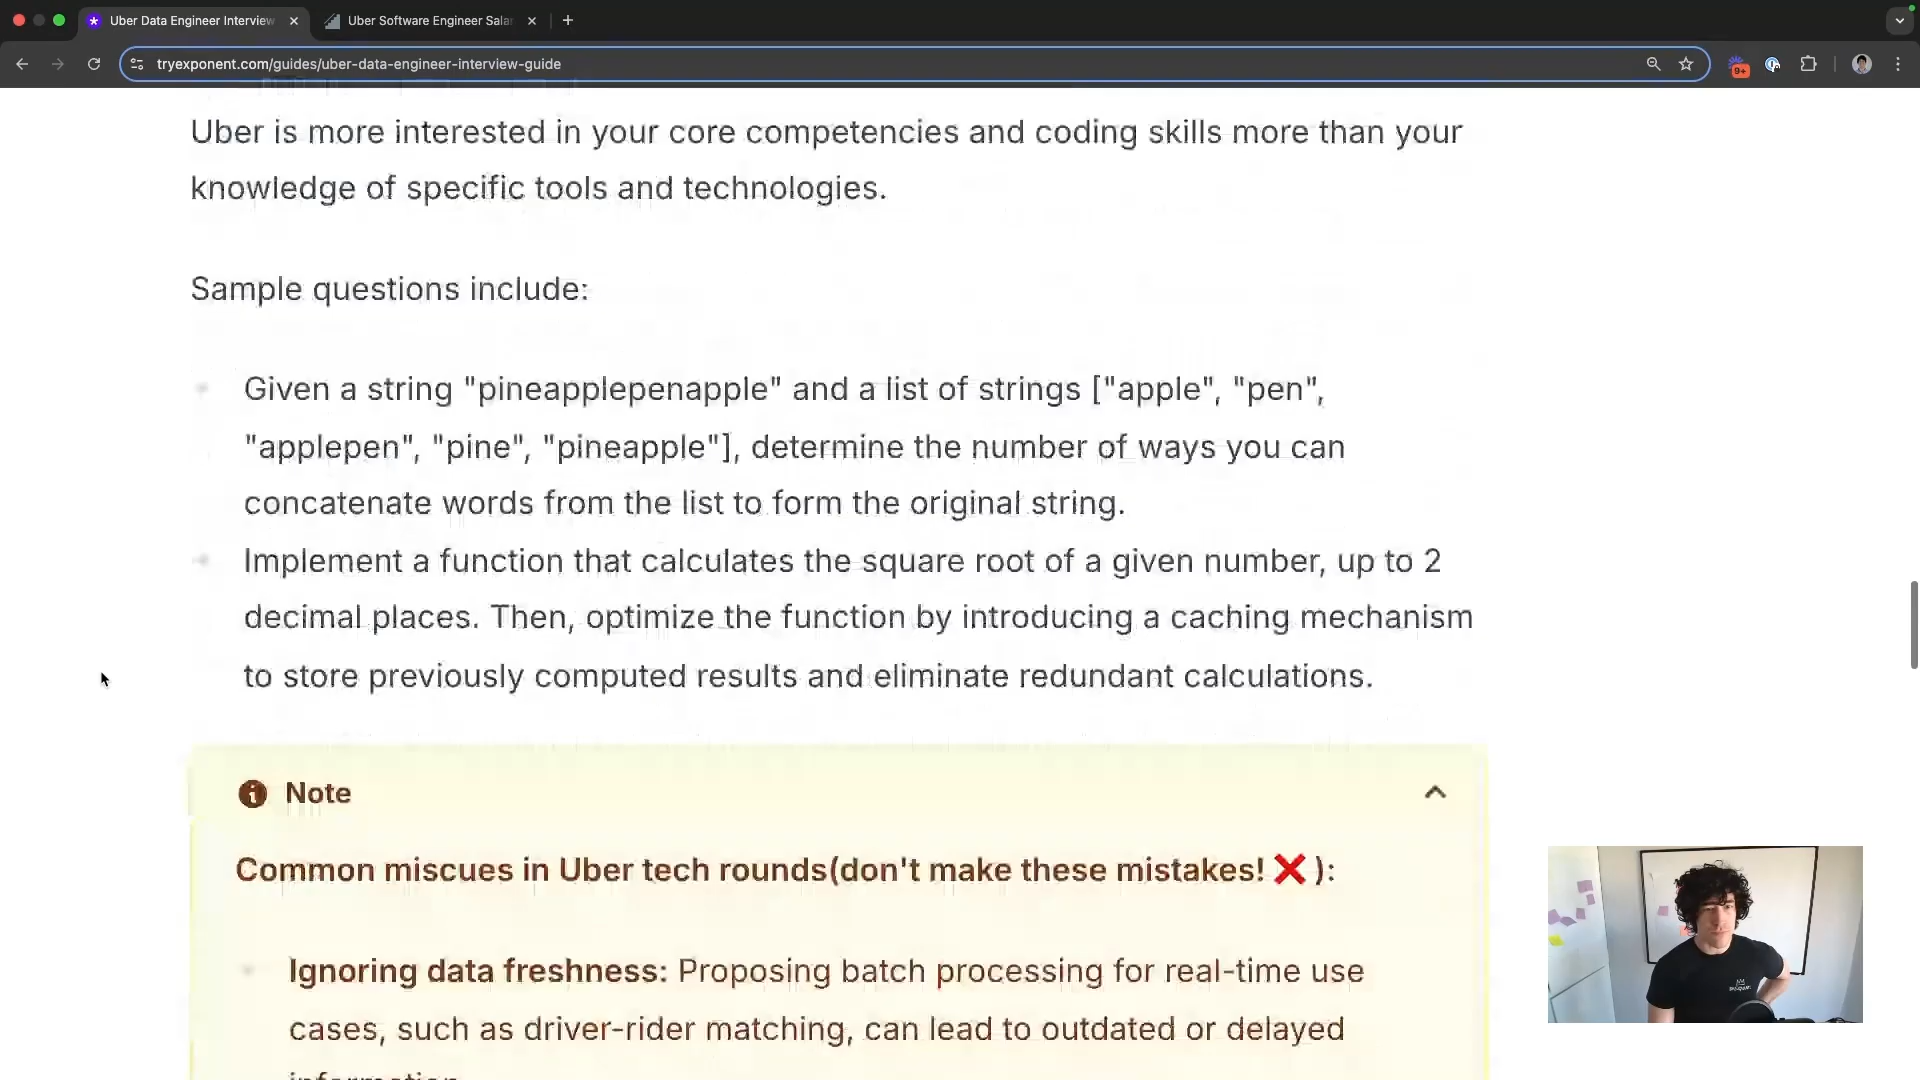 Uber Data Engineer Interview
Uber Software Engineer Sala
tryexponent.com/guides/uber-data-engineer-interview-guide
9+
Uber is more interested in your core competencies and coding skills more than your
knowledge of specific tools and technologies.
Sample questions include:
Given a string "pineapplepenapple" and a list of strings ["apple", "pen",
"applepen", "pine", "pineapple"], determine the number of ways you can
concatenate words from the list to form the original string.
Implement a function that calculates the square root of a given number, up to 2
decimal places. Then, optimize the function by introducing a caching mechanism
to store previously computed results and eliminate redundant calculations.
Note
Common miscues in Uber tech rounds(don't make these mistakes! ❌ ):
Ignoring data freshness: Proposing batch processing for real-time use
cases, such as driver-rider matching, can lead to outdated or delayed